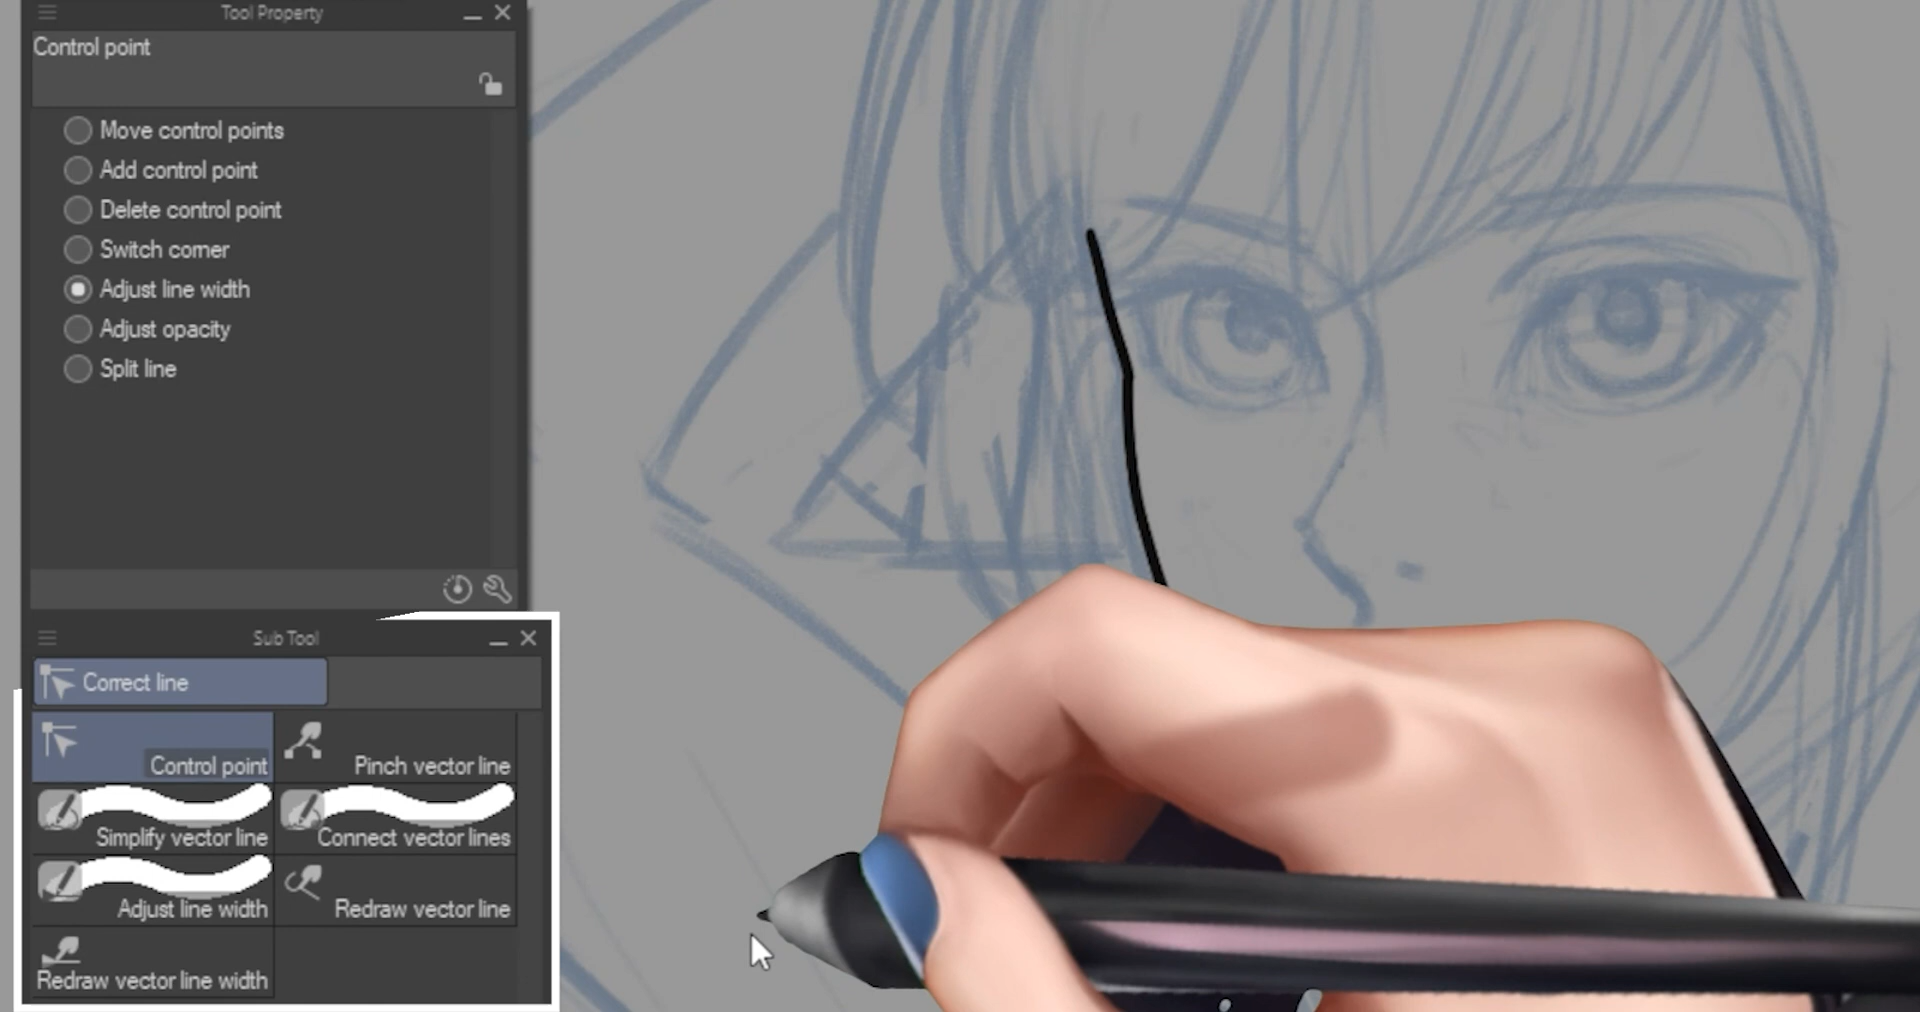 Tool Property
Control point
Move control points
Add control point
Delete control point
Switch corner
Adjust line width
Adjust opacity
Split line
Sub Tool
Correct line
Control point
Pinch vector line
Simplify vector line
Connect vector lines
Adjust line width
Redraw vector line
Redraw vector line width